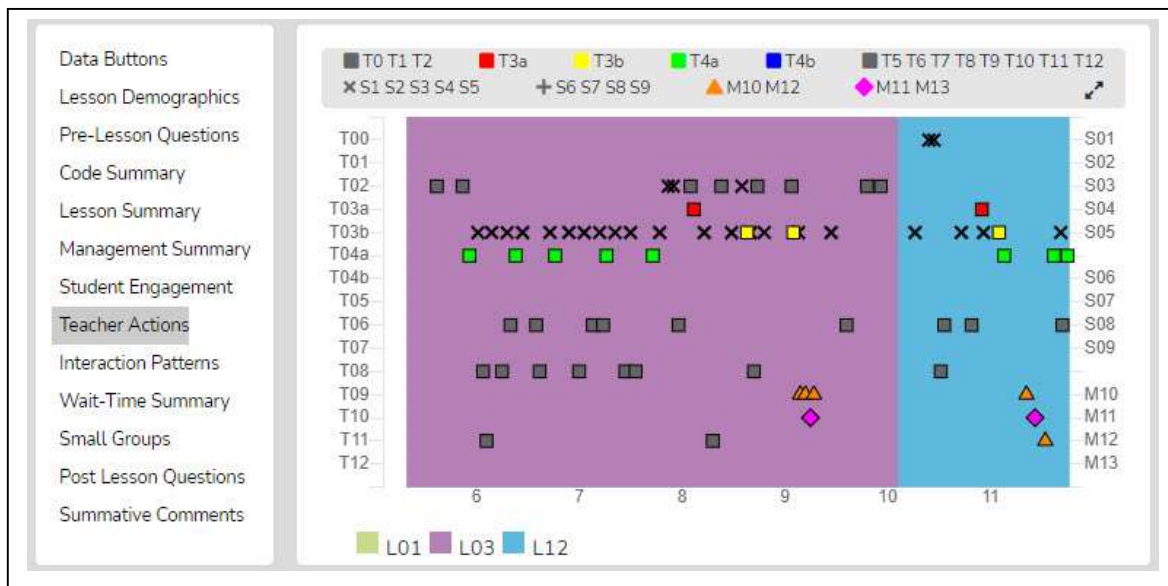 Data Buttons
Lesson Demographics
Pre-Lesson Questions
Code Summary
Lesson Summary
Management Summary
Student Engagement
Teacher Actions
Interaction Patterns
Wait-Time Summary
Small Groups
Post Lesson Questions
Summative Comments
T0 T1 T2 T3a T3b T4a T4b T5 T6 T7 T8 T9 T10 T11 T12
S1 S2 S3 S4 S5 S6 S7 S8 S9 M10 M12 M11 M13
T00 S01
T01 S02
T02 S03
T03a S04
T03b S05
T04a
T04b S06
T05 S07
T06 S08
T07 S09
T08
T09 M10
T10 M11
T11 M12
T12 M13
6 7 8 9 10 11
L01 L03 L12